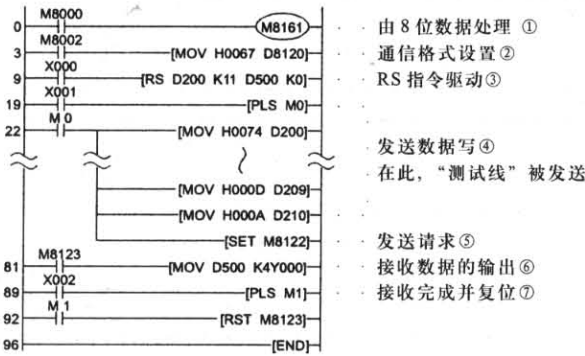 M8000
0 (M8161) 由8位数据处理 ①
M8002
3 [MOV H0067 D8120] 通信格式设置②
X000
9 [RS D200 K11 D500 K0] RS 指令驱动③
X001
19 [PLS M0]
M 0
22 [MOV H0074 D200]
发送数据写④
在此，“测试线”被发送
[MOV H000D D209]
[MOV H000A D210]
[SET M8122] 发送请求⑤
M8123
81 [MOV D500 K4Y000] 接收数据的输出⑥
X002
89 [PLS M1] 接收完成并复位⑦
M 1
92 [RST M8123]
96 [END]